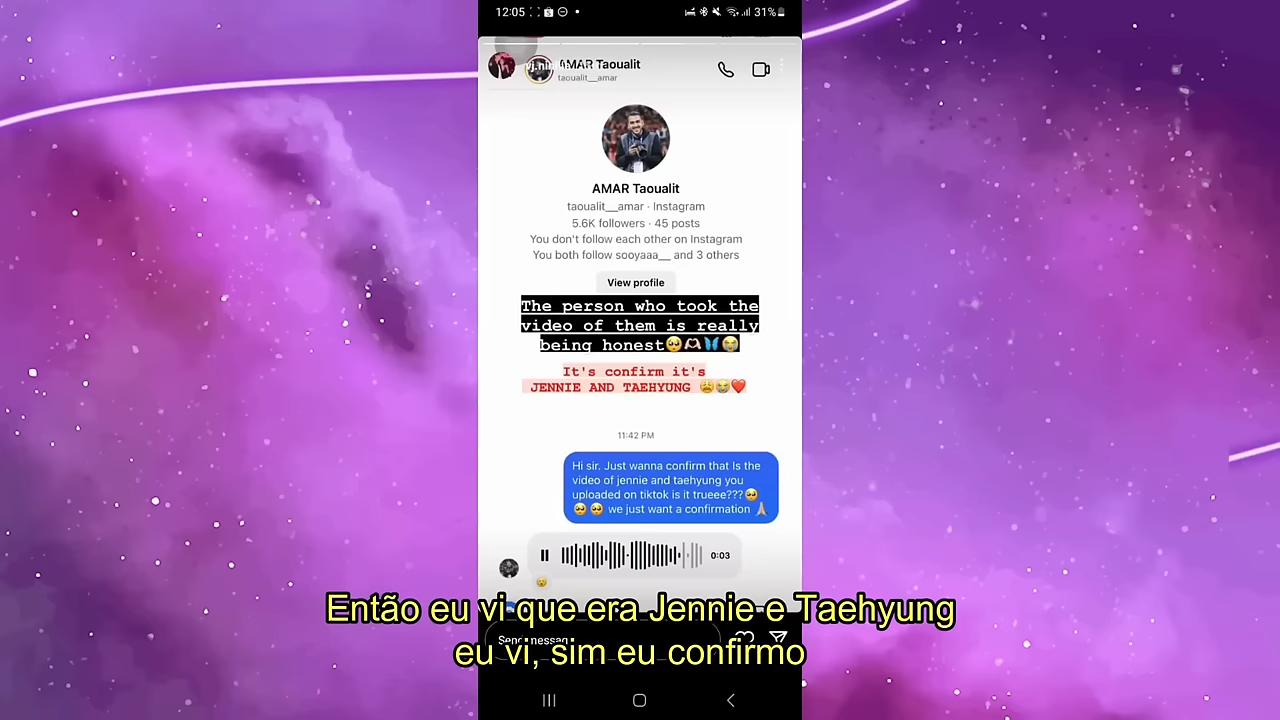 12:05
31%
AMAR Taoualit
taoualit__amar
AMAR Taoualit
taoualit__amar · Instagram
5.6K followers · 45 posts
You don't follow each other on Instagram
You both follow sooyaaa__ and 3 others
View profile
The person who took the
video of them is really
being honest🥺🫶🏻🦋😭
It's confirm it's
JENNIE AND TAEHYUNG 😩😭❤️
11:42 PM
Hi sir. Just wanna confirm that Is the
video of jennie and taehyung you
uploaded on tiktok is it trueee???🥺
🥺 🥺 we just want a confirmation 🙏🏼
0:03
Então eu vi que era Jennie e Taehyung
eu vi, sim eu confirmo